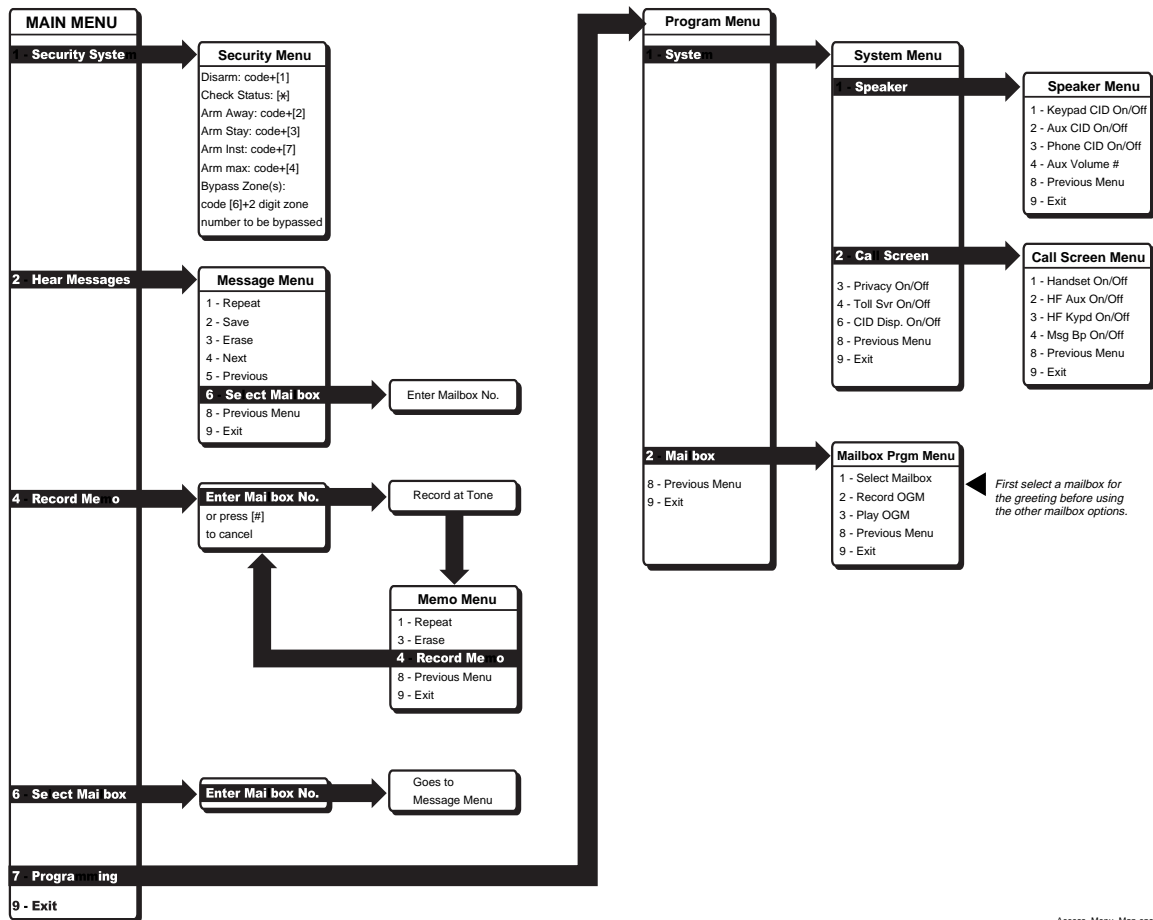 MAIN MENU
1 - Security System
Security Menu
Disarm: code+[1]
Check Status: [*]
Arm Away: code+[2]
Arm Stay: code+[3]
Arm Inst: code+[7]
Arm max: code+[4]
Bypass Zone(s):
code [6]+2 digit zone
number to be bypassed
2 - Hear Messages
Message Menu
1 - Repeat
2 - Save
3 - Erase
4 - Next
5 - Previous
6 - Select Mailbox
8 - Previous Menu
9 - Exit
Enter Mailbox No.
4 - Record Memo
Enter Mailbox No.
or press [#]
to cancel
Record at Tone
Memo Menu
1 - Repeat
3 - Erase
4 - Record Memo
8 - Previous Menu
9 - Exit
6 - Select Mailbox
Enter Mailbox No.
Goes to
Message Menu
7 - Programming
9 - Exit
Program Menu
1 - System
System Menu
1 - Speaker
Speaker Menu
1 - Keypad CID On/Off
2 - Aux CID On/Off
3 - Phone CID On/Off
4 - Aux Volume #
8 - Previous Menu
9 - Exit
2 - Call Screen
3 - Privacy On/Off
4 - Toll Svr On/Off
6 - CID Disp. On/Off
8 - Previous Menu
9 - Exit
Call Screen Menu
1 - Handset On/Off
2 - HF Aux On/Off
3 - HF Kypd On/Off
4 - Msg Bp On/Off
8 - Previous Menu
9 - Exit
2 - Mailbox
8 - Previous Menu
9 - Exit
Mailbox Prgm Menu
1 - Select Mailbox
2 - Record OGM
3 - Play OGM
8 - Previous Menu
9 - Exit
First select a mailbox for
the greeting before using
the other mailbox options.